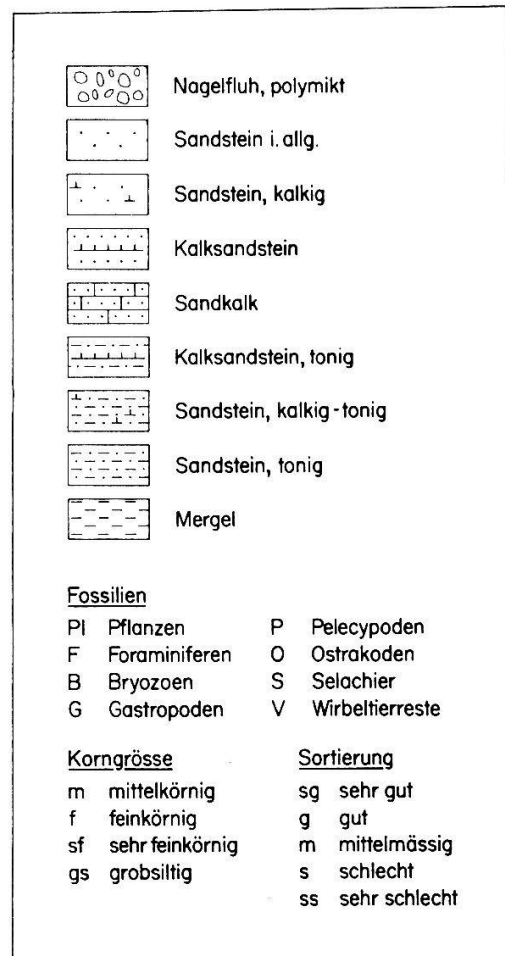 Nagelfluh, polymikt
Sandstein i. allg.
Sandstein, kalkig
Kalksandstein
Sandkalk
Kalksandstein, tonig
Sandstein, kalkig-tonig
Sandstein, tonig
Mergel
Fossilien
Pl Pflanzen
F Foraminiferen
B Bryozoen
G Gastropoden
P Pelecypoden
O Ostrakoden
S Selachier
V Wirbeltierreste
Korngrösse
m mittelkörnig
f feinkörnig
sf sehr feinkörnig
gs grobsiltig
Sortierung
sg sehr gut
g gut
m mittelmässig
s schlecht
ss sehr schlecht